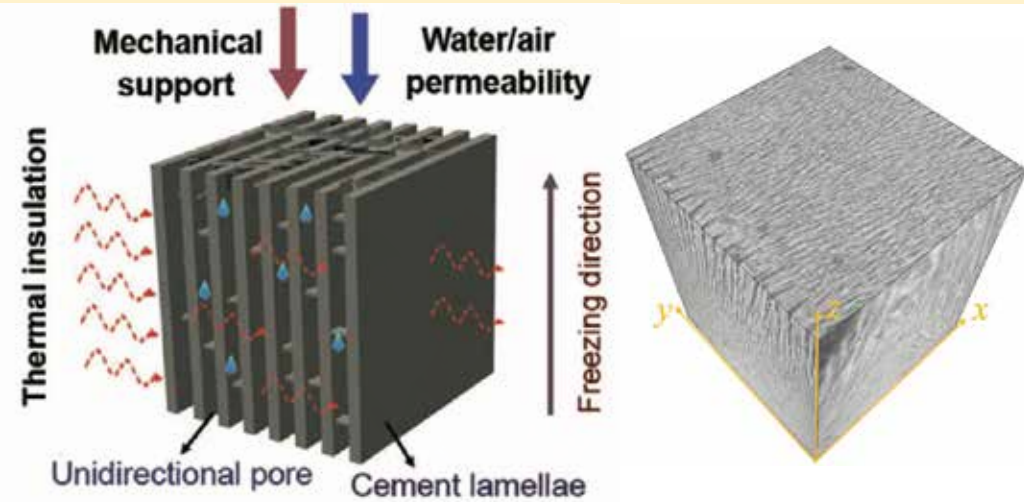 Mechanical
support
Water/air
permeability
Thermal insulation
Freezing direction
Unidirectional pore
Cement lamellae
y
z
x